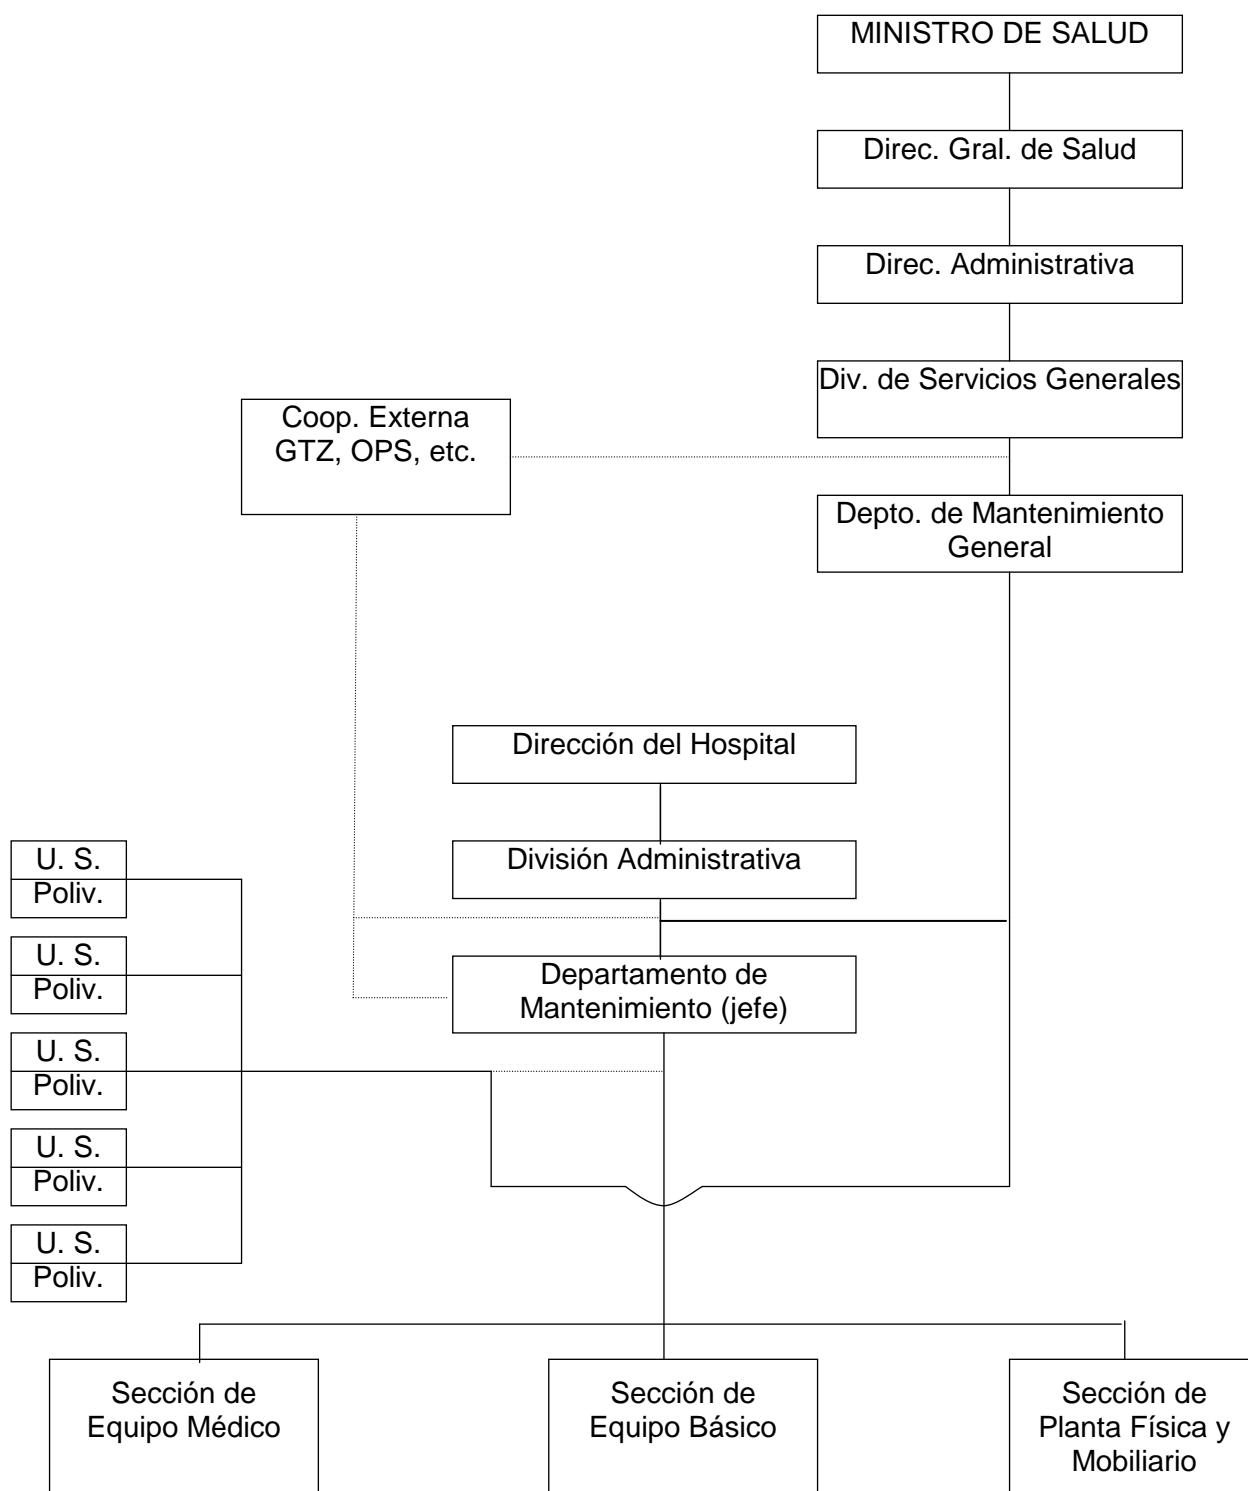 MINISTRO DE SALUD
Direc. Gral. de Salud
Direc. Administrativa
Div. de Servicios Generales
Coop. Externa
GTZ, OPS, etc.
Depto. de Mantenimiento
General
Dirección del Hospital
División Administrativa
Departamento de
Mantenimiento (jefe)
U. S.
Poliv.
U. S.
Poliv.
U. S.
Poliv.
U. S.
Poliv.
U. S.
Poliv.
Sección de
Equipo Médico
Sección de
Equipo Básico
Sección de
Planta Física y
Mobiliario